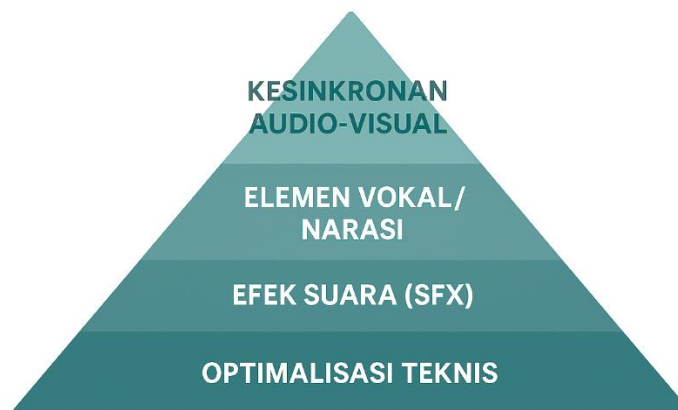 KESINKRONAN
AUDIO-VISUAL
ELEMEN VOKAL/
NARASI
EFEK SUARA (SFX)
OPTIMALISASI TEKNIS